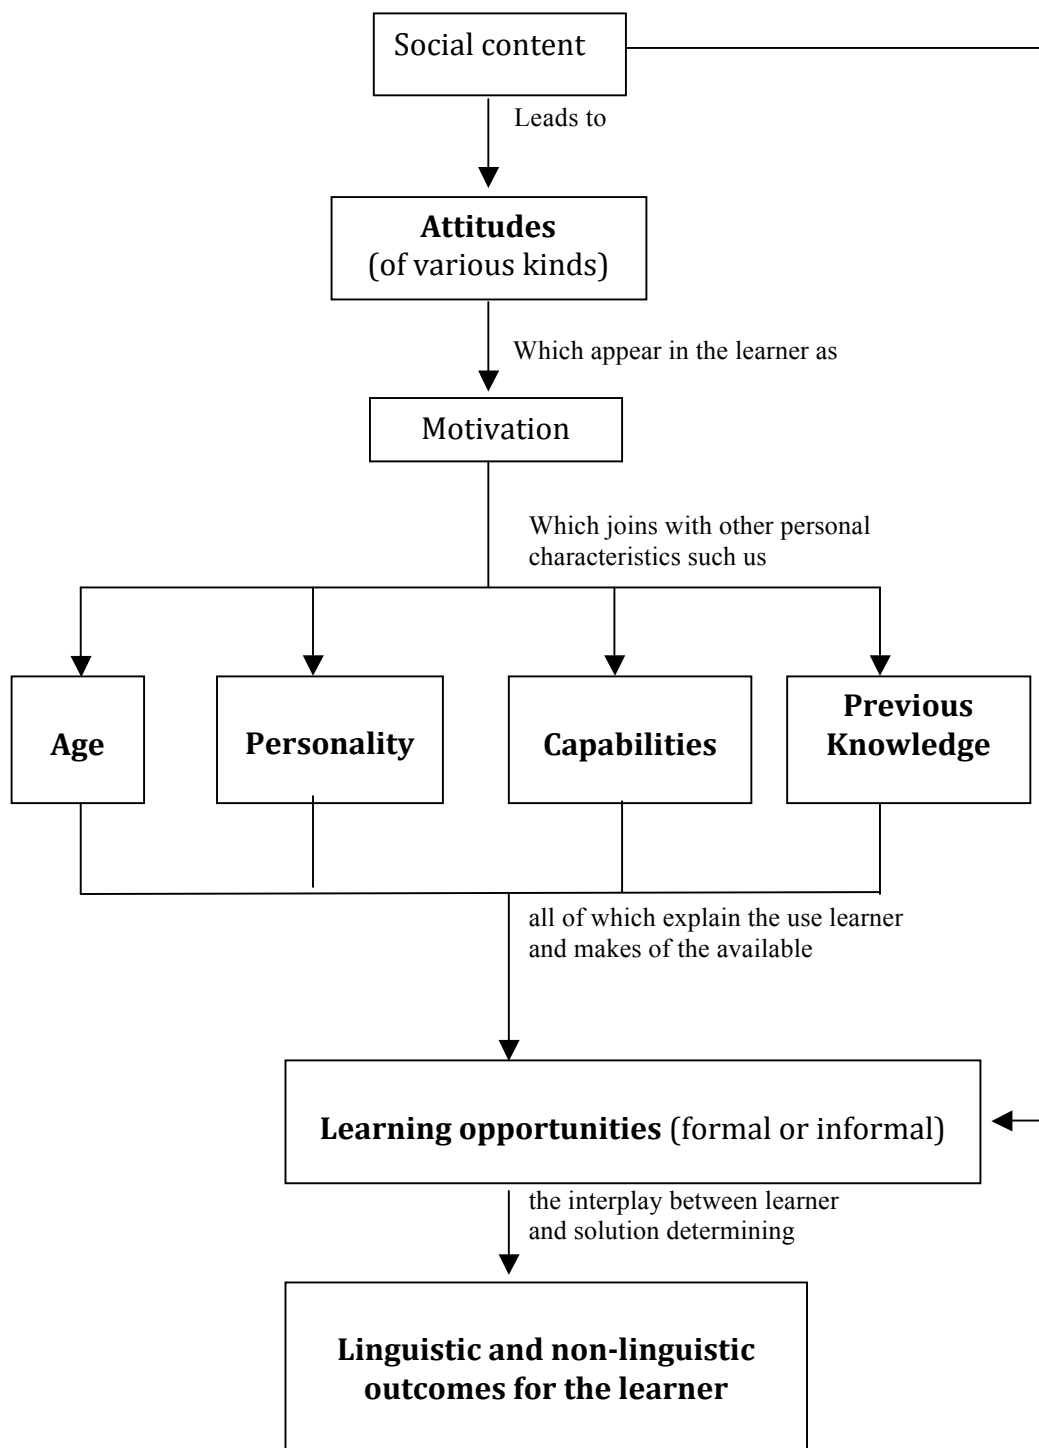 Social content
Leads to
Attitudes
(of various kinds)
Which appear in the learner as
Motivation
Which joins with other personal
characteristics such us
Age
Personality
Capabilities
Previous
Knowledge
all of which explain the use learner
and makes of the available
Learning opportunities (formal or informal)
the interplay between learner
and solution determining
Linguistic and non-linguistic
outcomes for the learner